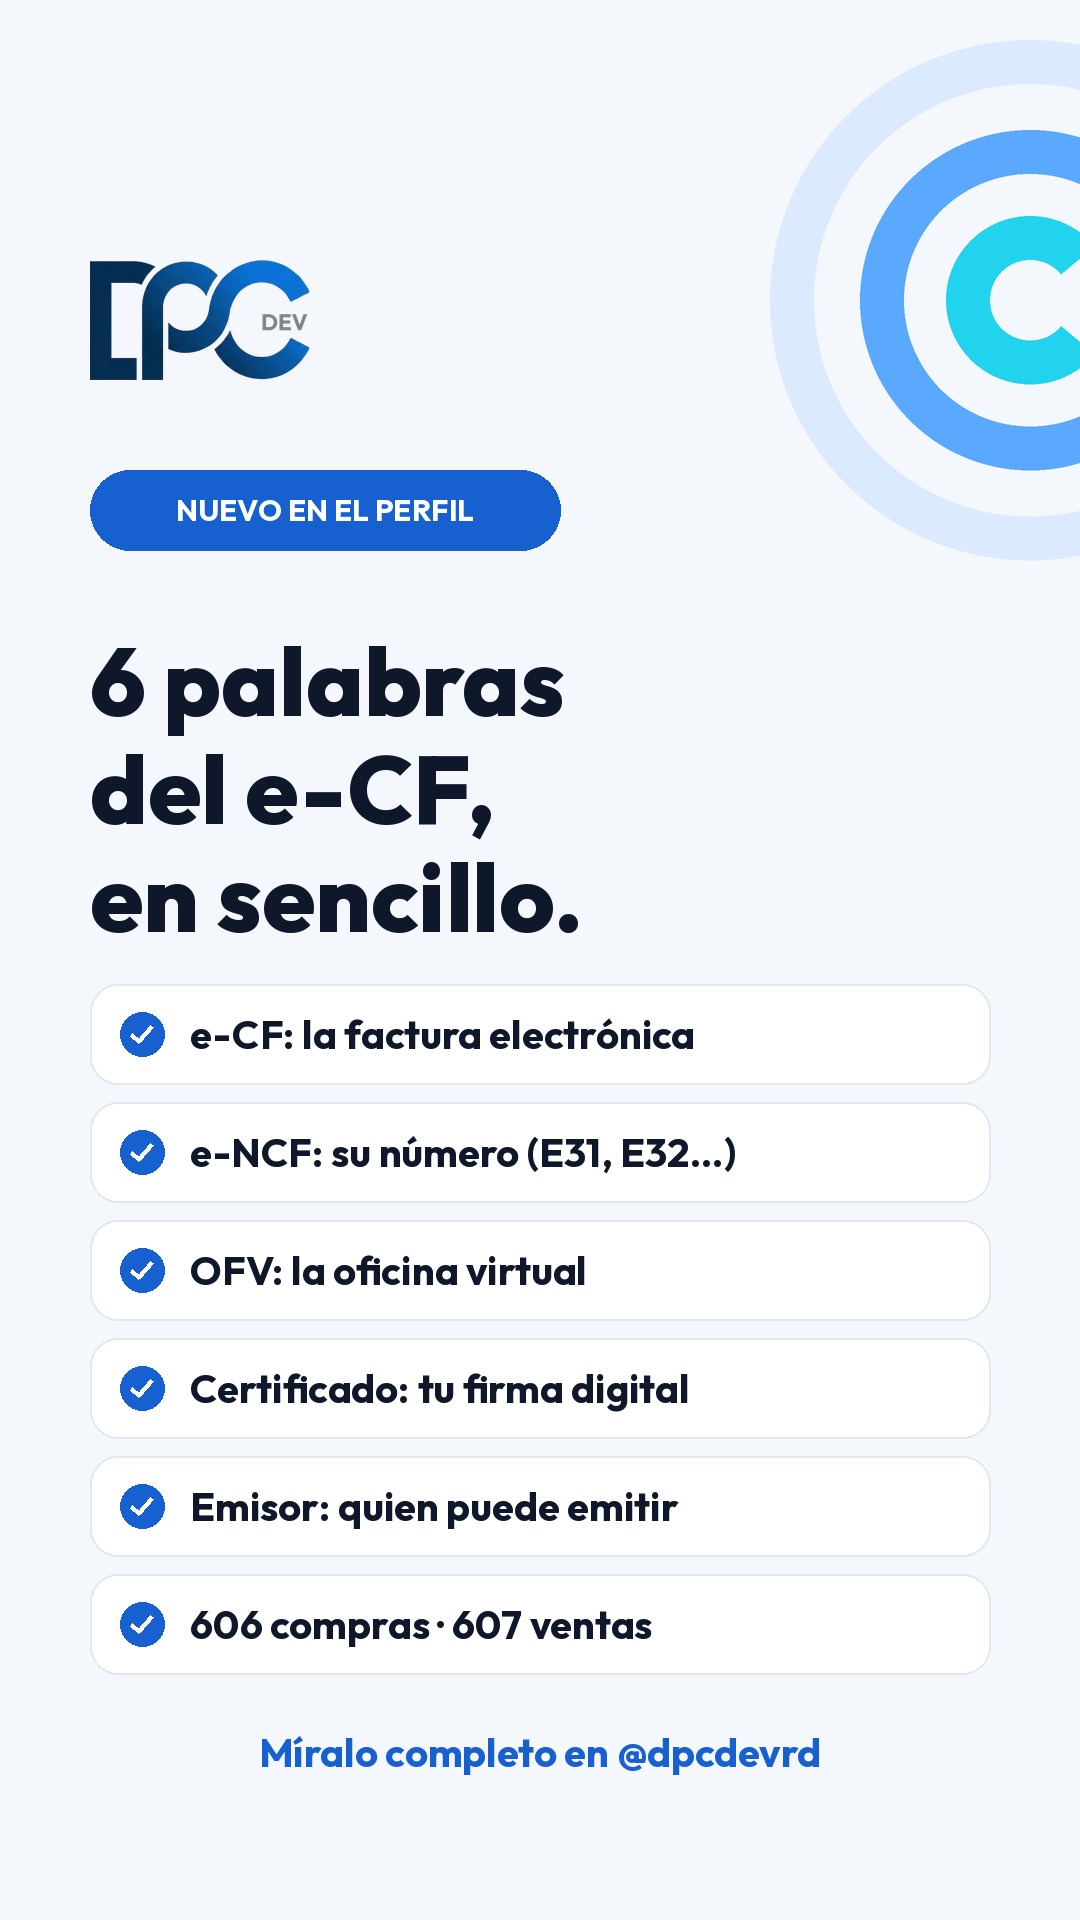 DPC
DEV
NUEVO EN EL PERFIL
6 palabras
del e-CF,
en sencillo.
e-CF: la factura electrónica
e-NCF: su número (E31, E32...)
OFV: la oficina virtual
Certificado: tu firma digital
Emisor: quien puede emitir
606 compras · 607 ventas
Míralo completo en @dpcdevrd